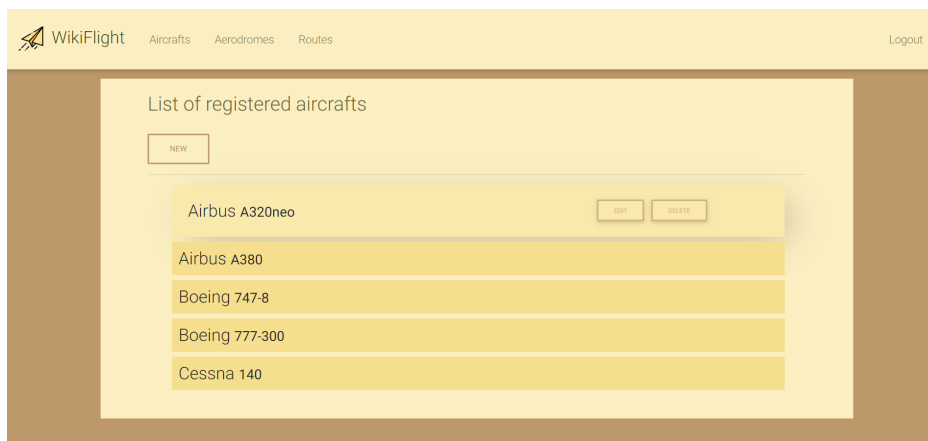 WikiFlight Aircrafts Aerodromes Routes Logout
List of registered aircrafts
NEW
Airbus A320neo EDIT DELETE
Airbus A380
Boeing 747-8
Boeing 777-300
Cessna 140